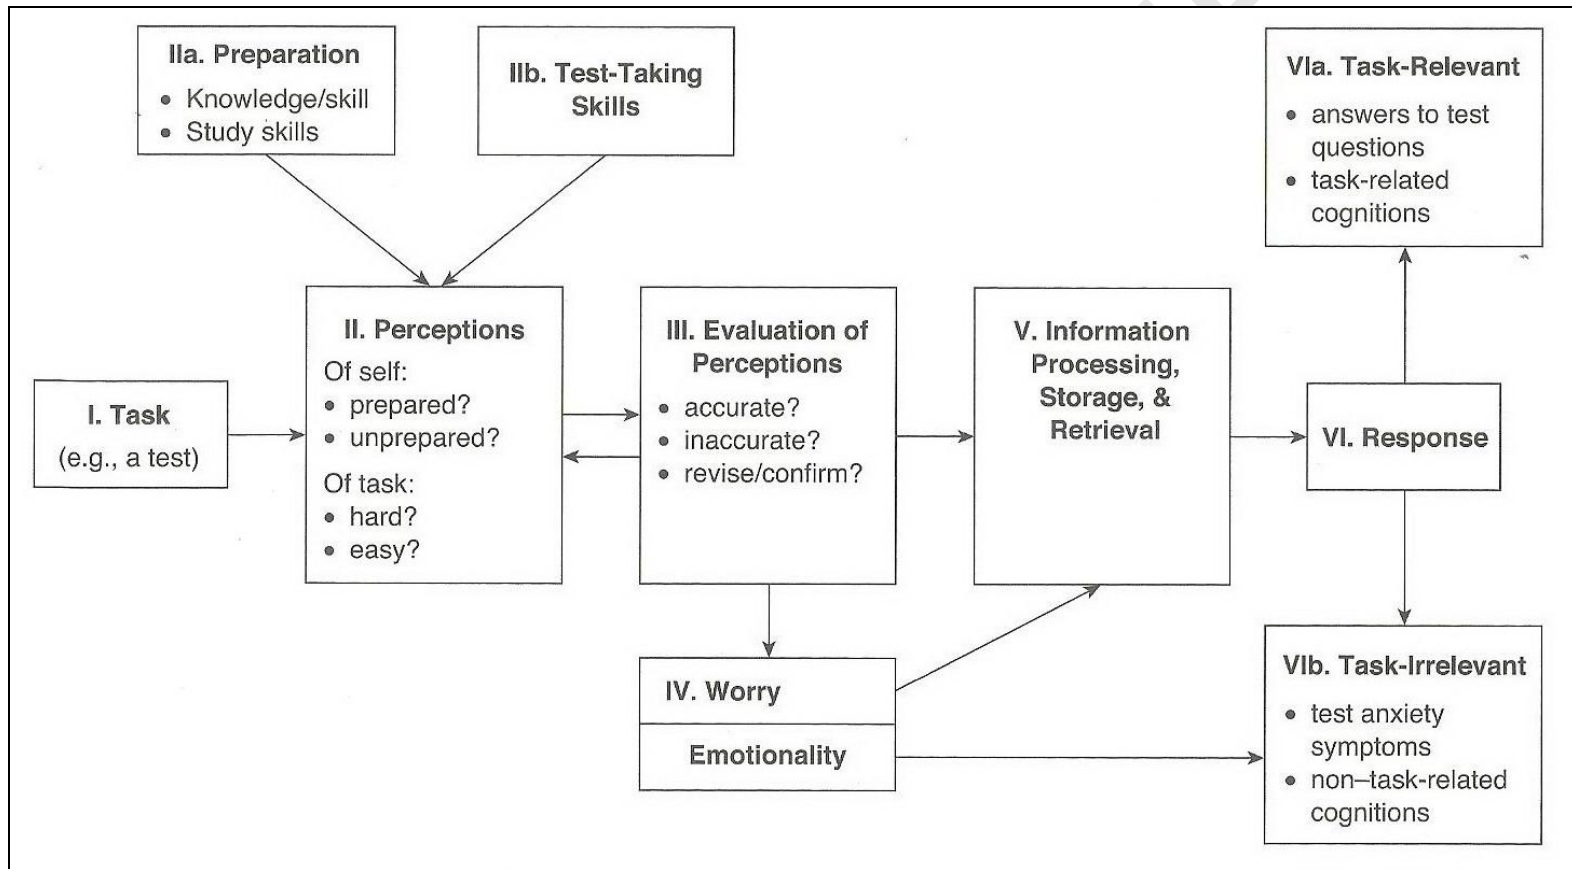 IIa. Preparation
• Knowledge/skill
• Study skills
IIb. Test-Taking
Skills
VIa. Task-Relevant
• answers to test
questions
• task-related
cognitions
I. Task
(e.g., a test)
II. Perceptions
Of self:
• prepared?
• unprepared?
Of task:
• hard?
• easy?
III. Evaluation of
Perceptions
• accurate?
• inaccurate?
• revise/confirm?
V. Information
Processing,
Storage, &
Retrieval
VI. Response
IV. Worry
Emotionality
VIb. Task-Irrelevant
• test anxiety
symptoms
• non–task-related
cognitions